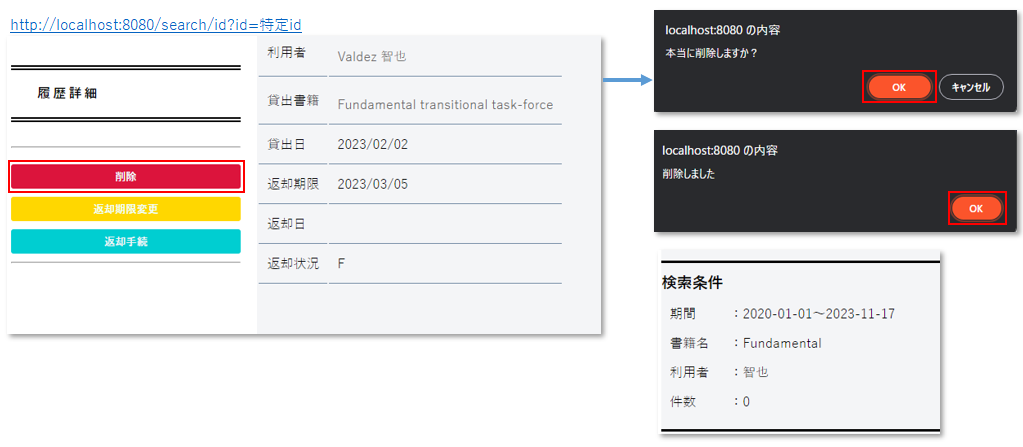 http://localhost:8080/search/id?id=特定id
履歴詳細
削除
返却期限変更
返却手続
利用者 Valdez 智也
貸出書籍 Fundamental transitional task-force
貸出日 2023/02/02
返却期限 2023/03/05
返却日
返却状況 F
localhost:8080 の内容
本当に削除しますか？
OK キャンセル
localhost:8080 の内容
削除しました
OK
検索条件
期間 ：2020-01-01～2023-11-17
書籍名 ：Fundamental
利用者 ：智也
件数 ：0